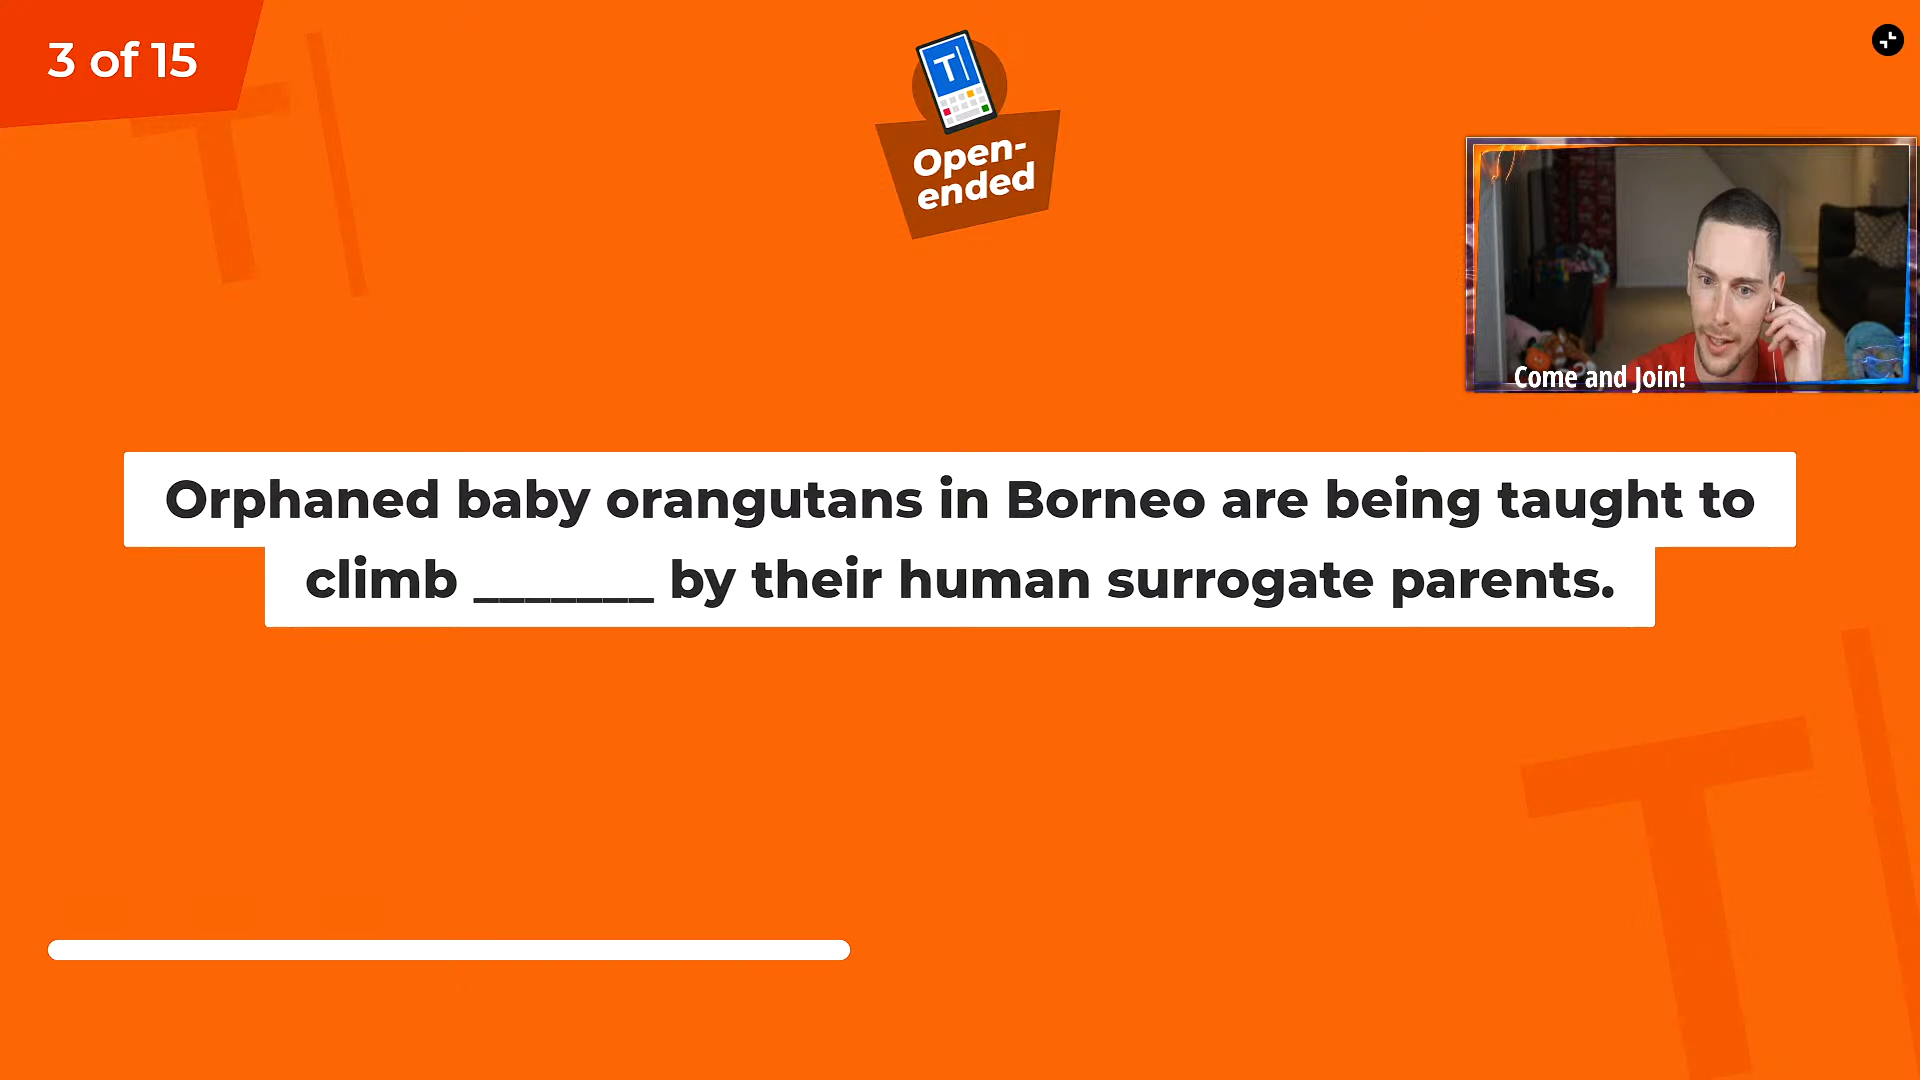 3 of 15
T|
Open-
ended
Come and Join!
Orphaned baby orangutans in Borneo are being taught to
climb _______ by their human surrogate parents.